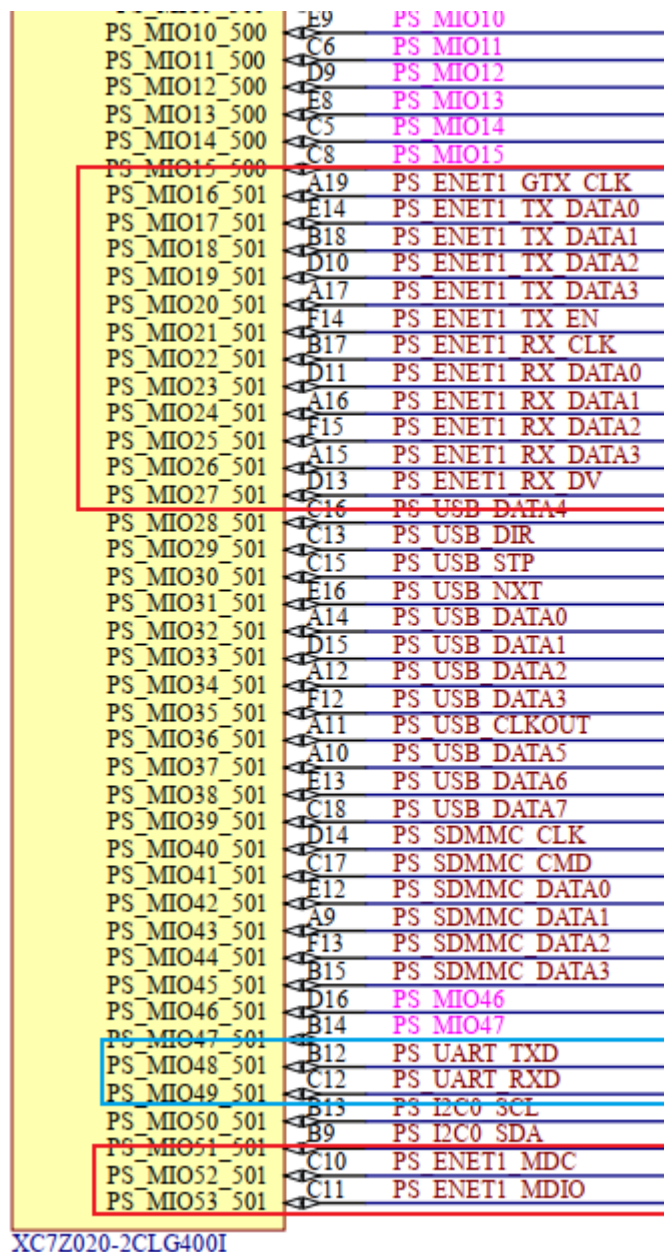 PS_MIO10_500 E9 PS_MIO10
PS_MIO11_500 C6 PS_MIO11
PS_MIO12_500 D9 PS_MIO12
PS_MIO13_500 E8 PS_MIO13
PS_MIO14_500 C5 PS_MIO14
PS_MIO15_500 C8 PS_MIO15
PS_MIO16_501 A19 PS_ENET1_GTX_CLK
PS_MIO17_501 E14 PS_ENET1_TX_DATA0
PS_MIO18_501 B18 PS_ENET1_TX_DATA1
PS_MIO19_501 D10 PS_ENET1_TX_DATA2
PS_MIO20_501 A17 PS_ENET1_TX_DATA3
PS_MIO21_501 F14 PS_ENET1_TX_EN
PS_MIO22_501 B17 PS_ENET1_RX_CLK
PS_MIO23_501 D11 PS_ENET1_RX_DATA0
PS_MIO24_501 A16 PS_ENET1_RX_DATA1
PS_MIO25_501 F15 PS_ENET1_RX_DATA2
PS_MIO26_501 A15 PS_ENET1_RX_DATA3
PS_MIO27_501 D13 PS_ENET1_RX_DV
PS_MIO28_501 C16 PS_USB_DATA4
PS_MIO29_501 C13 PS_USB_DIR
PS_MIO30_501 C15 PS_USB_STP
PS_MIO31_501 E16 PS_USB_NXT
PS_MIO32_501 A14 PS_USB_DATA0
PS_MIO33_501 D15 PS_USB_DATA1
PS_MIO34_501 A12 PS_USB_DATA2
PS_MIO35_501 F12 PS_USB_DATA3
PS_MIO36_501 A11 PS_USB_CLKOUT
PS_MIO37_501 A10 PS_USB_DATA5
PS_MIO38_501 E13 PS_USB_DATA6
PS_MIO39_501 C18 PS_USB_DATA7
PS_MIO40_501 D14 PS_SDMMC_CLK
PS_MIO41_501 C17 PS_SDMMC_CMD
PS_MIO42_501 E12 PS_SDMMC_DATA0
PS_MIO43_501 A9 PS_SDMMC_DATA1
PS_MIO44_501 F13 PS_SDMMC_DATA2
PS_MIO45_501 B15 PS_SDMMC_DATA3
PS_MIO46_501 D16 PS_MIO46
PS_MIO47_501 B14 PS_MIO47
PS_MIO48_501 B12 PS_UART_TXD
PS_MIO49_501 C12 PS_UART_RXD
PS_MIO50_501 B13 PS_I2C0_SCL
PS_MIO51_501 B9 PS_I2C0_SDA
PS_MIO52_501 C10 PS_ENET1_MDC
PS_MIO53_501 C11 PS_ENET1_MDIO
XC7Z020-2CLG400I